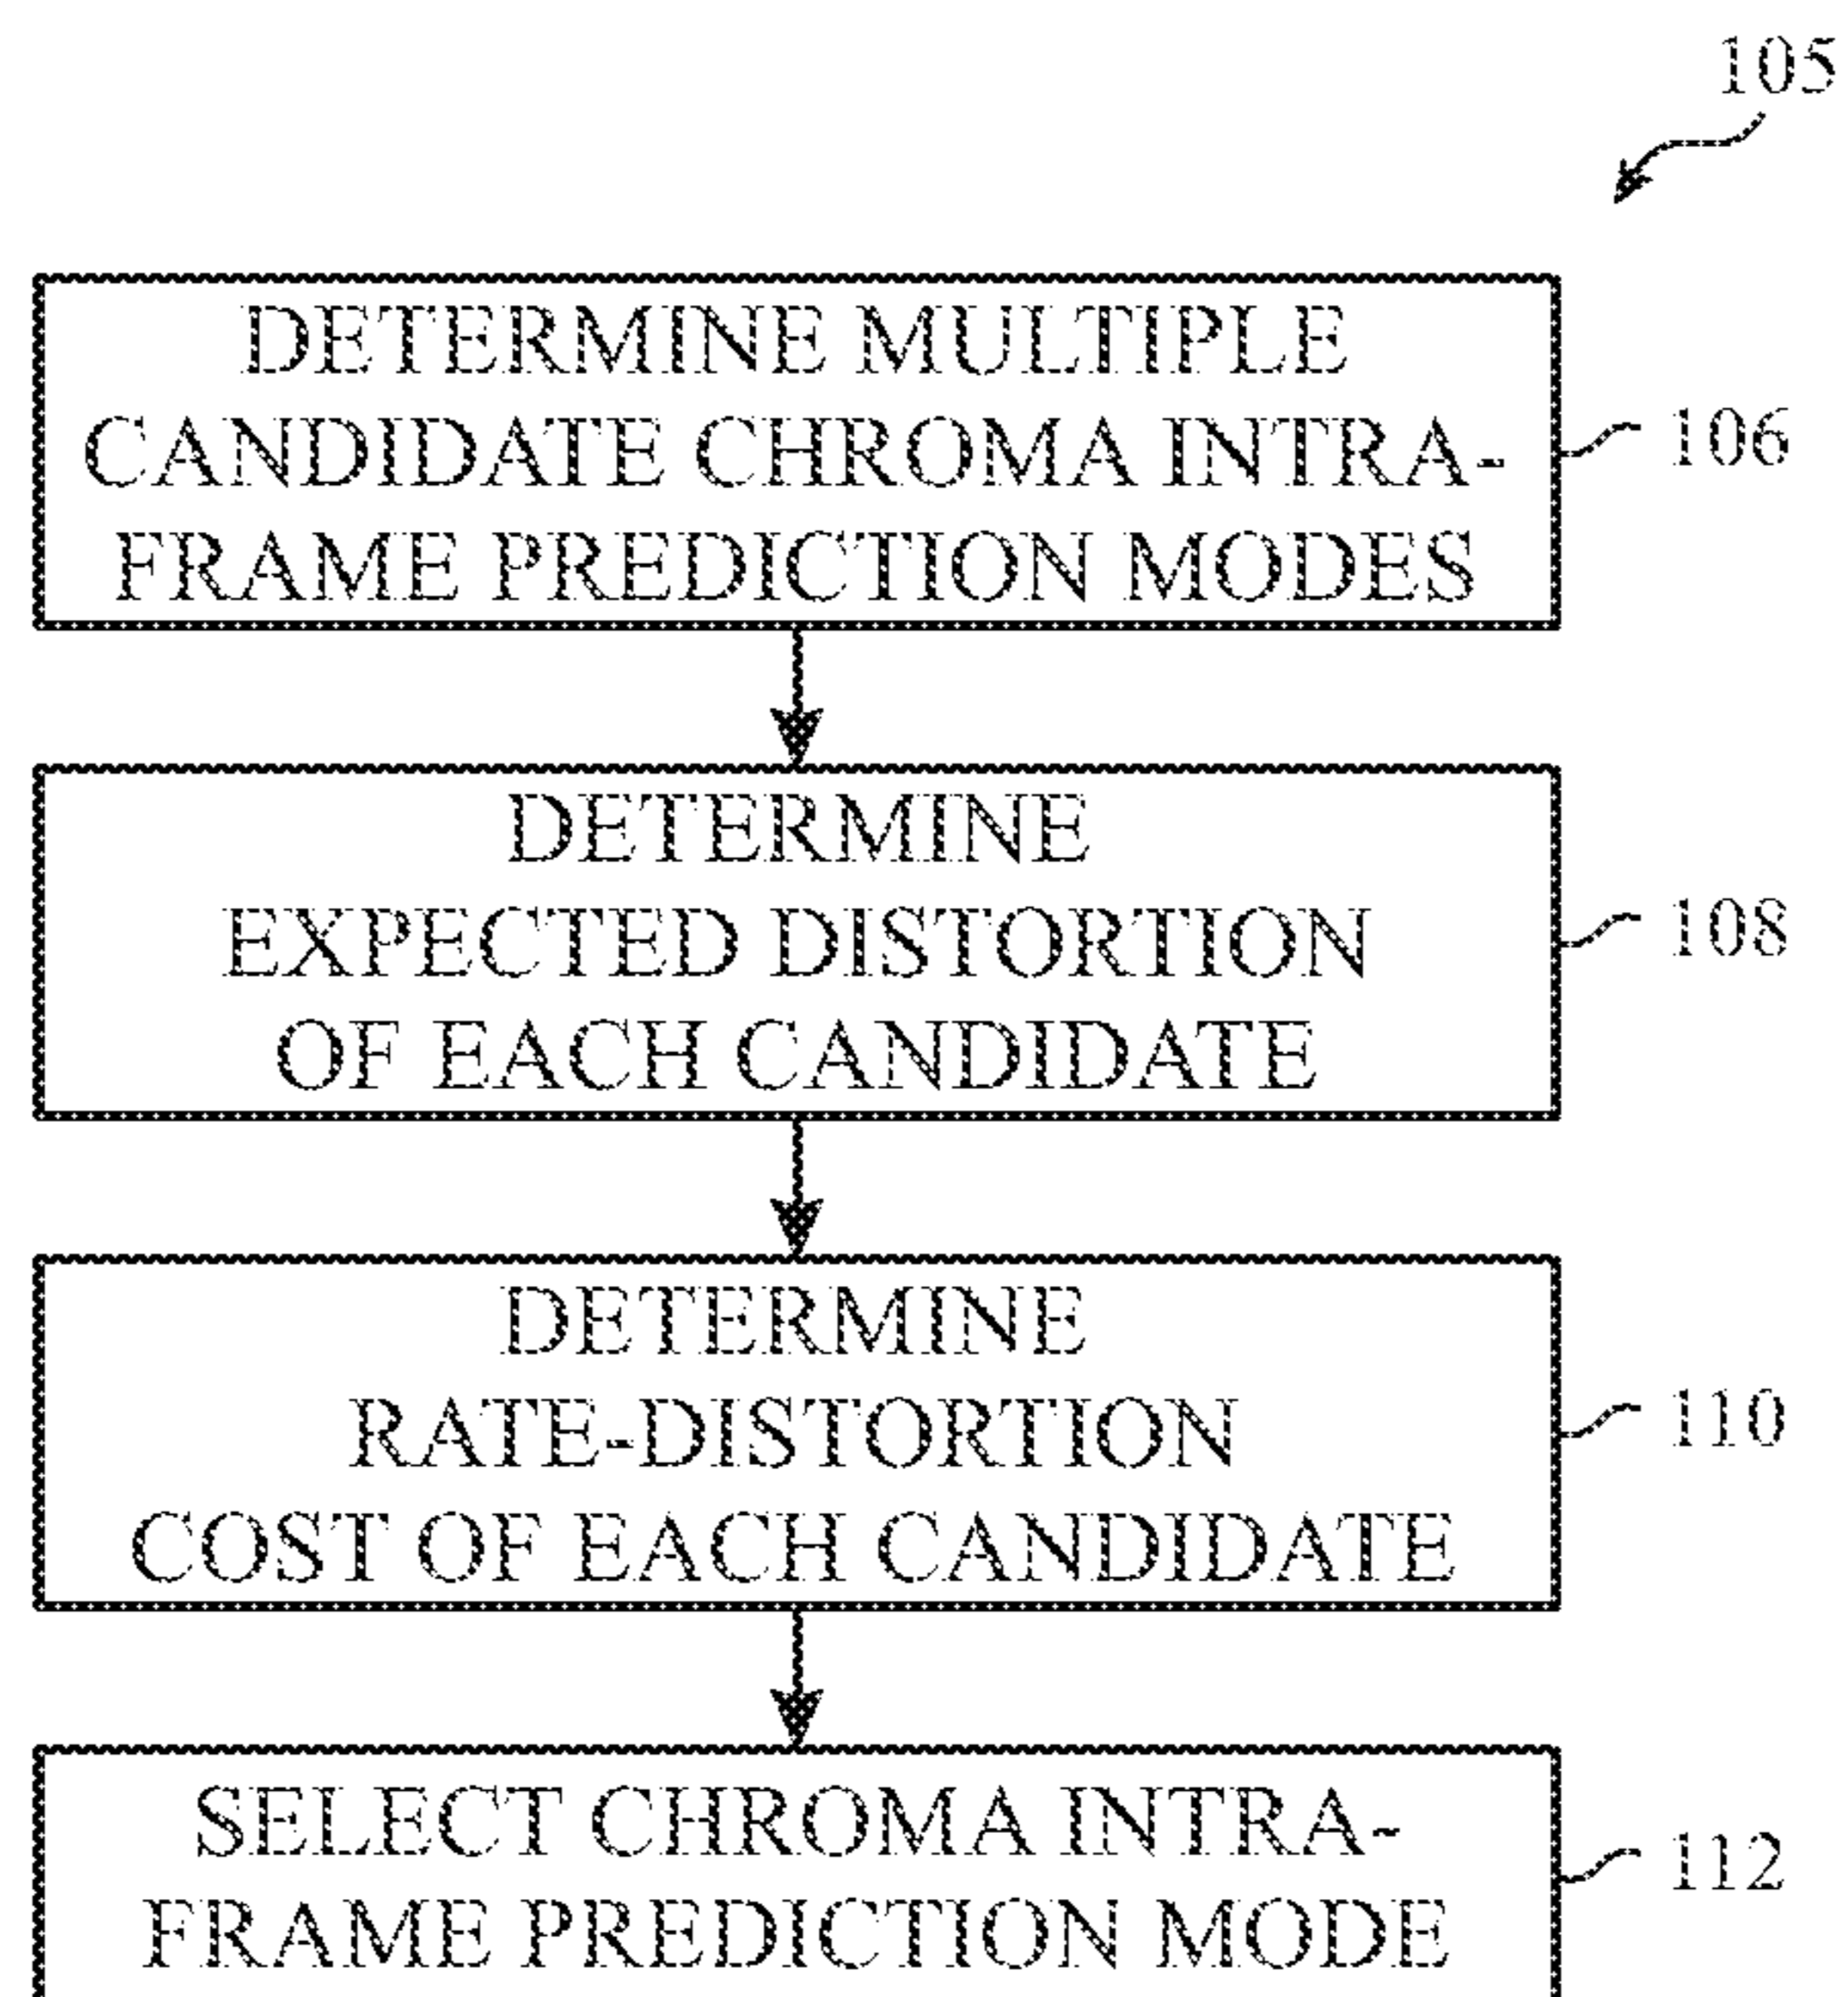 105
DETERMINE MULTIPLE
CANDIDATE CHROMA INTRA-
FRAME PREDICTION MODES
106
DETERMINE
EXPECTED DISTORTION
OF EACH CANDIDATE
108
DETERMINE
RATE-DISTORTION
COST OF EACH CANDIDATE
110
SELECT CHROMA INTRA-
FRAME PREDICTION MODE
112